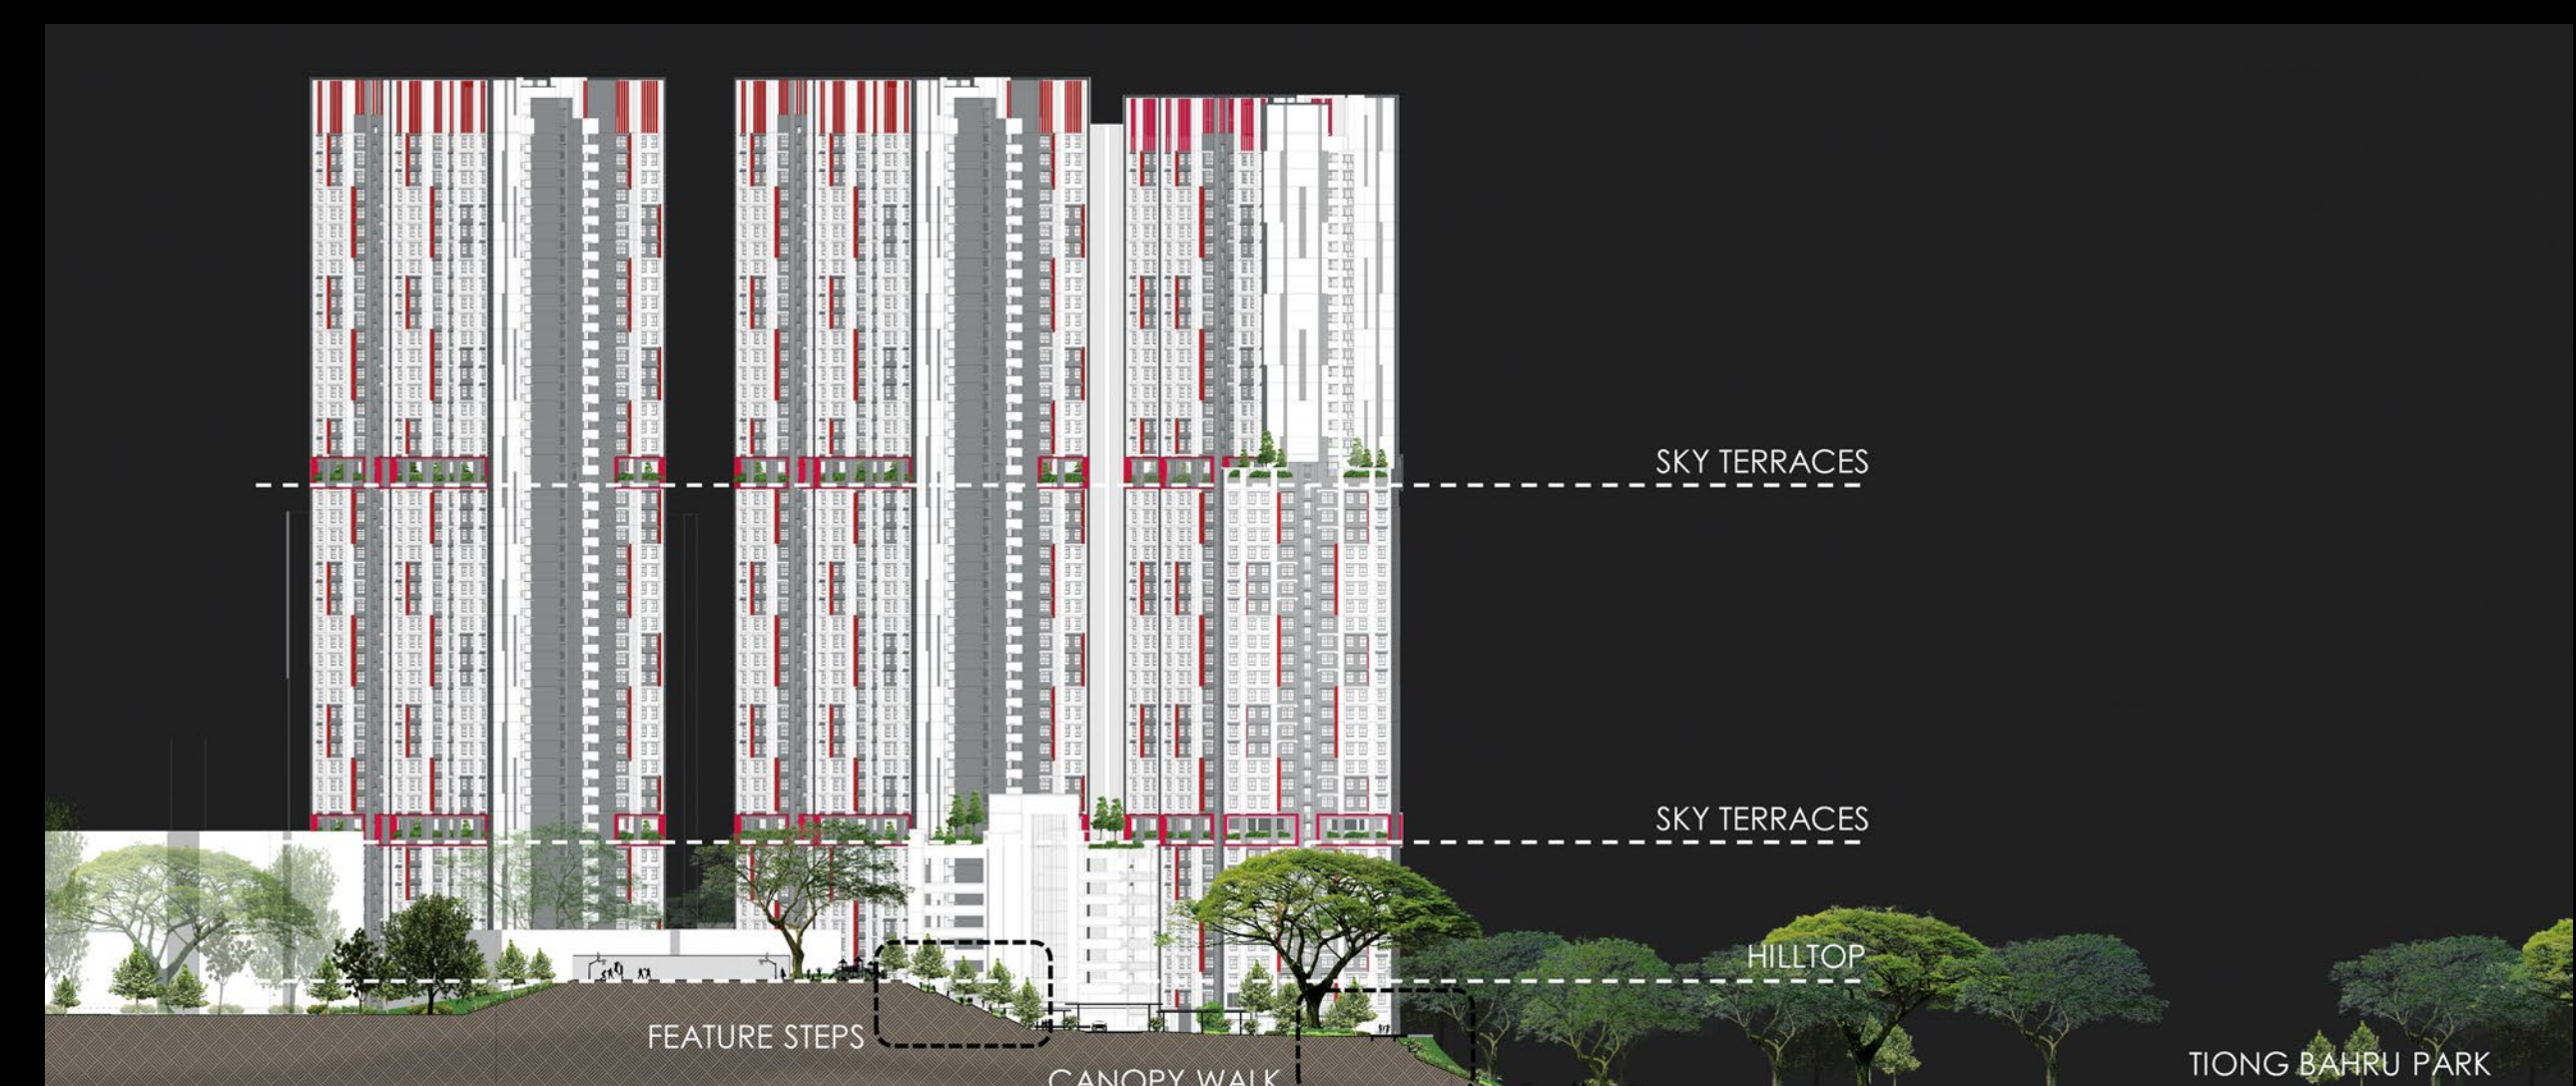 SKY TERRACES
SKY TERRACES
HILLTOP
FEATURE STEPS
CANOPY WALK
TIONG BAHRU PARK